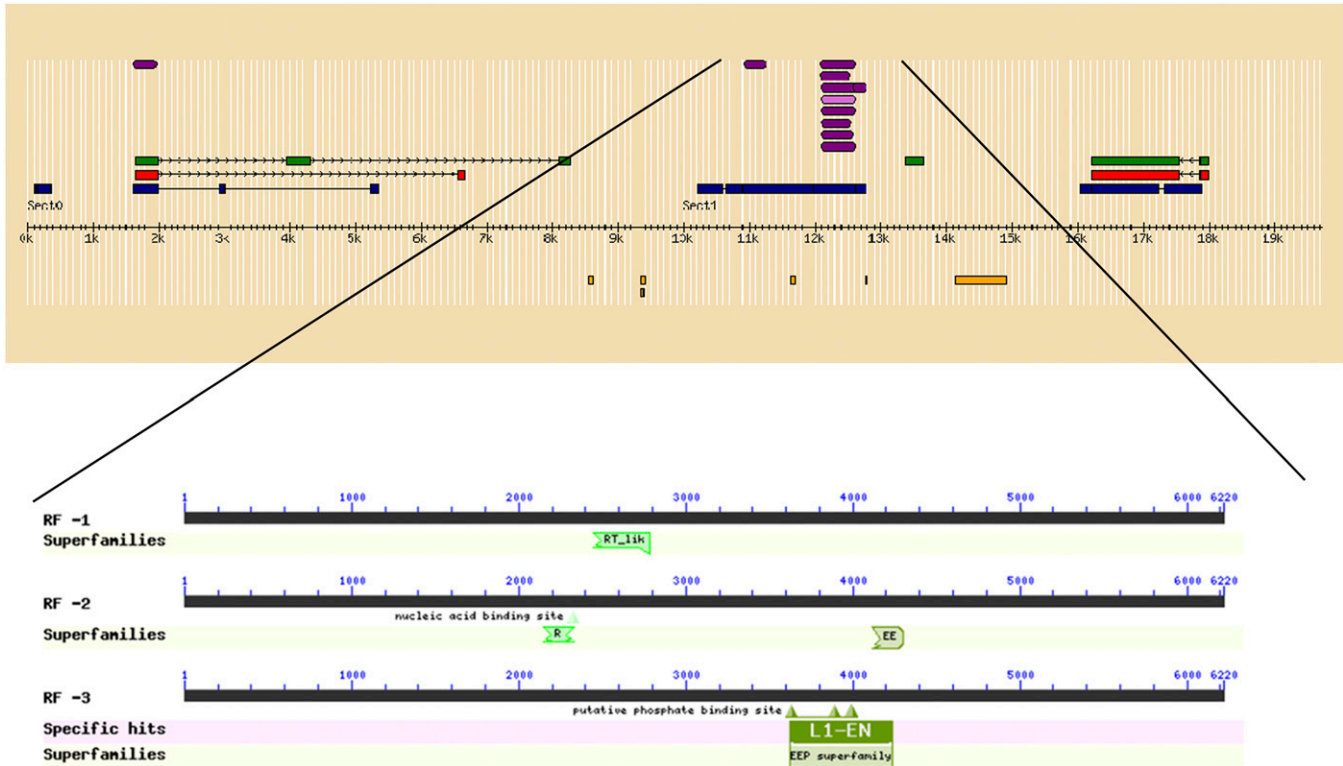 Sect0 Sect1
0k 1k 2k 3k 4k 5k 6k 7k 8k 9k 10k 11k 12k 13k 14k 15k 16k 17k 18k 19k
1 1000 2000 3000 4000 5000 6000 6220
RF -1
Superfamilies RT_lik
1 1000 2000 3000 4000 5000 6000 6220
RF -2
nucleic acid binding site
Superfamilies R EE
1 1000 2000 3000 4000 5000 6000 6220
RF -3
putative phosphate binding site
Specific hits L1-EN
Superfamilies EEP superfamily